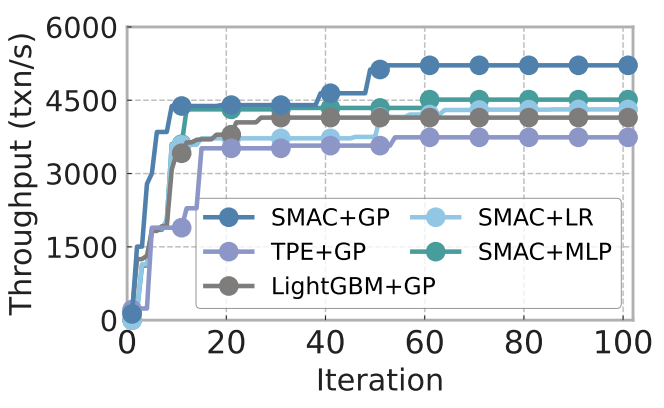 Throughput (txn/s)
6000
4500
3000
1500
0
SMAC+GP
TPE+GP
LightGBM+GP
SMAC+LR
SMAC+MLP
0 20 40 60 80 100
Iteration